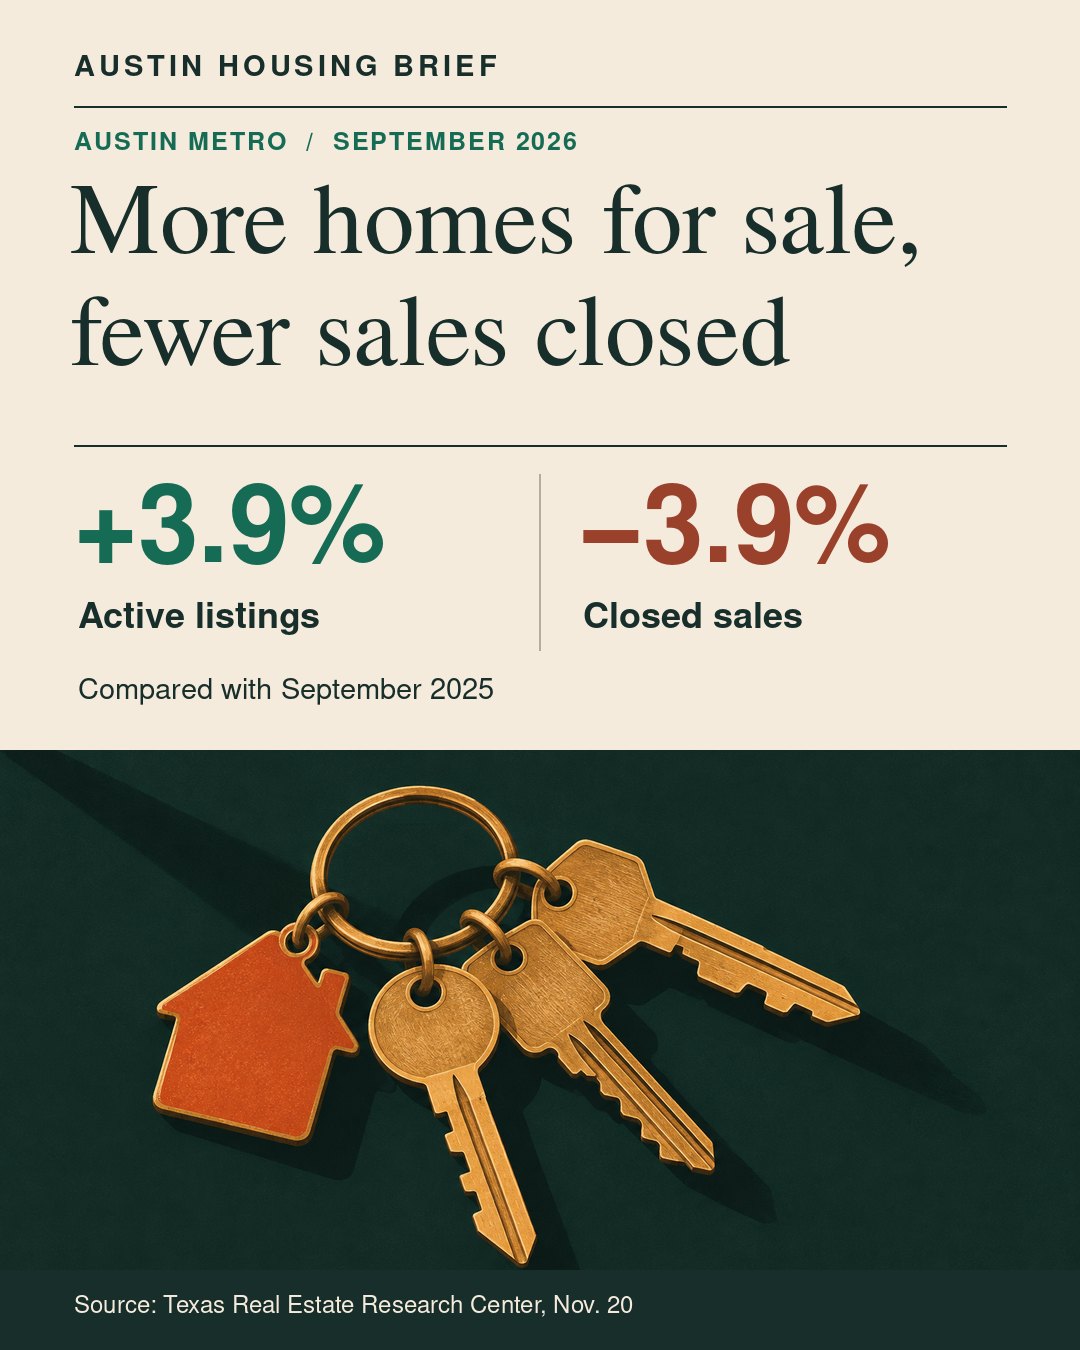 AUSTIN HOUSING BRIEF
AUSTIN METRO / SEPTEMBER 2026
More homes for sale,
fewer sales closed
+3.9%
Active listings
–3.9%
Closed sales
Compared with September 2025
Source: Texas Real Estate Research Center, Nov. 20